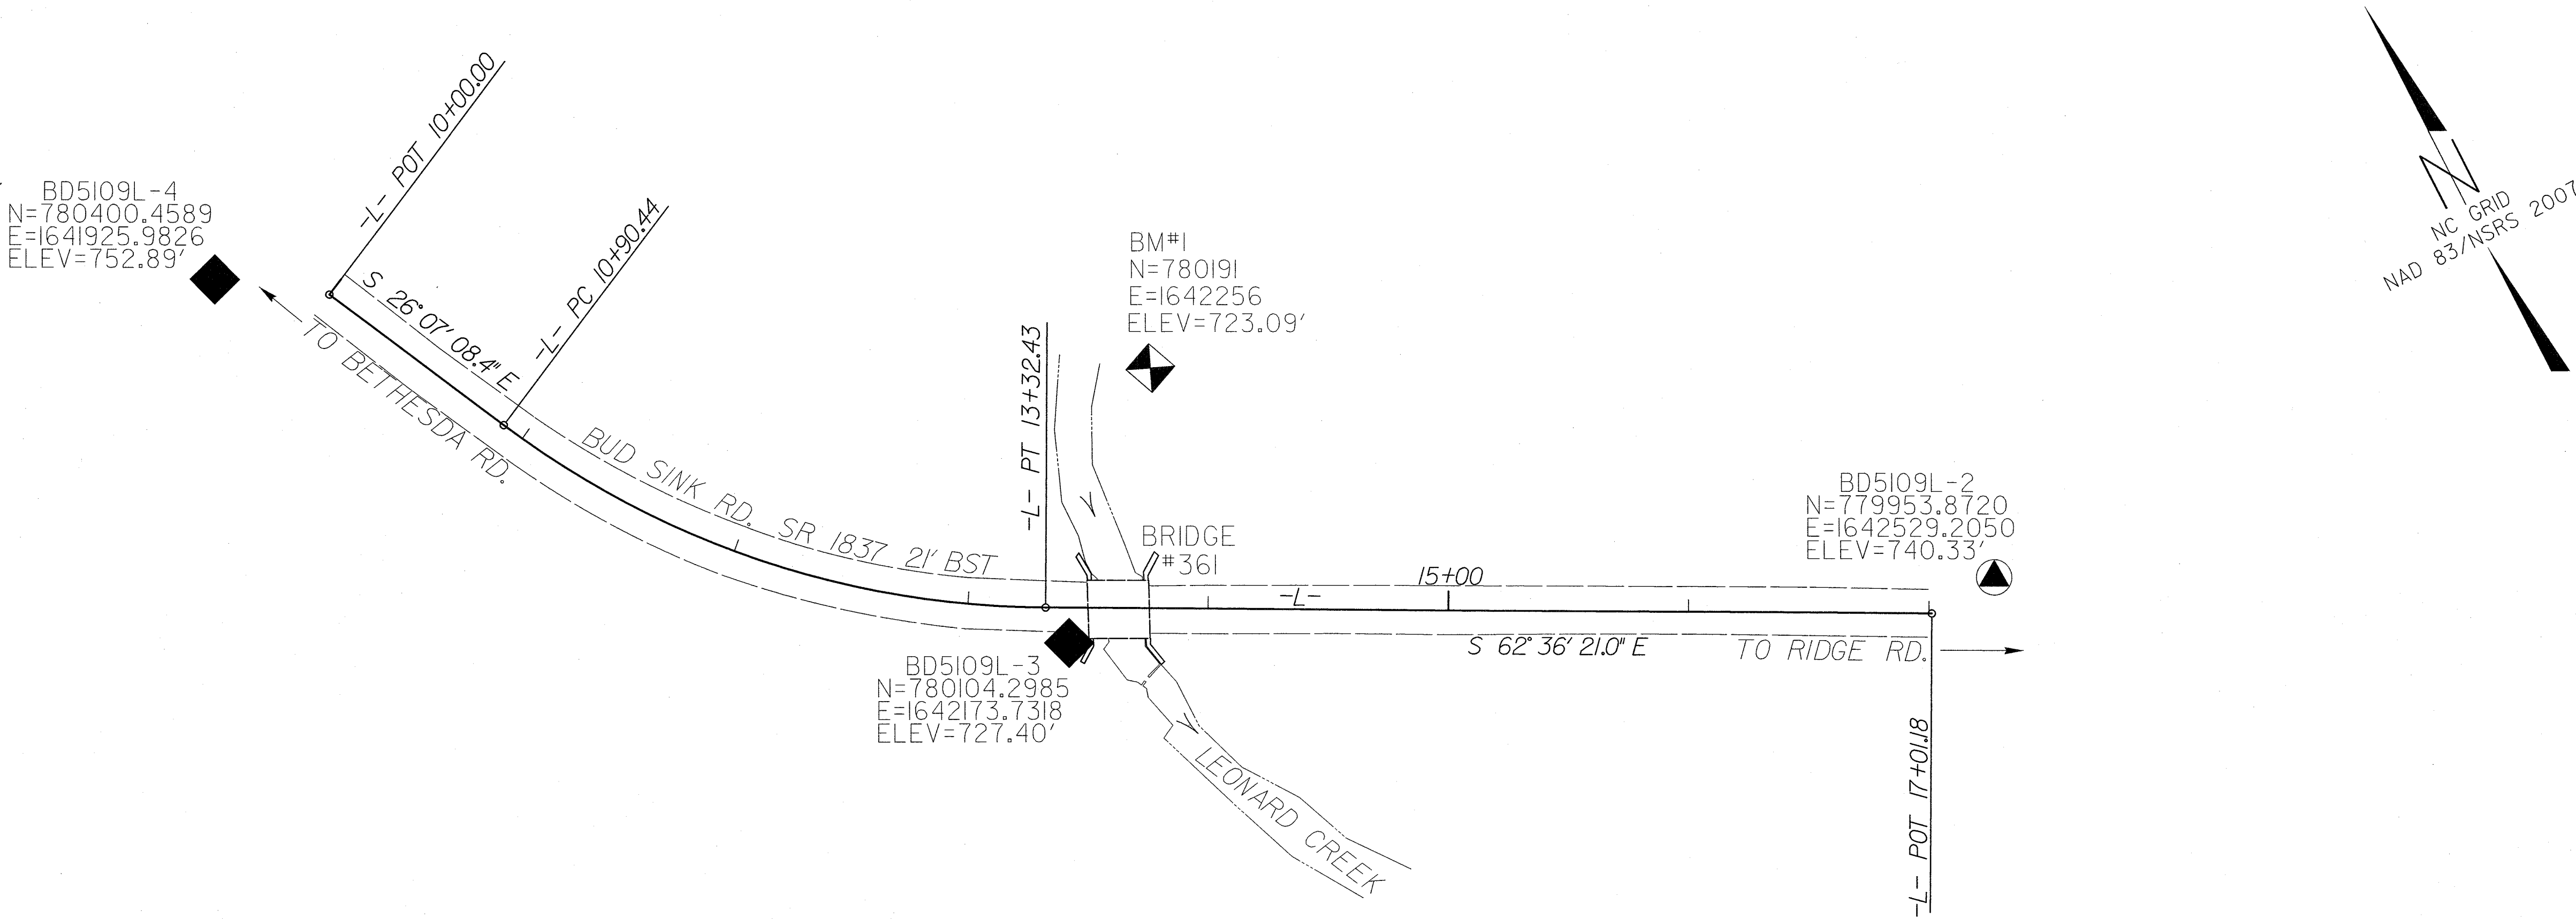 -L- POT 10+00.00
BD5109L-4
N=780400.4589
E=1641925.9826
ELEV=752.89'
S 26°07'08.4" E
-L- PC 10+90.44
TO BETHESDA RD.
BUD SINK RD. SR 1837 21' BST
-L- PT 13+32.43
BM#1
N=780191
E=1642256
ELEV=723.09'
BRIDGE
#361
BD5109L-3
N=780104.2985
E=1642173.7318
ELEV=727.40'
LEONARD CREEK
-L-
15+00
S 62°36'21.0" E
TO RIDGE RD.
BD5109L-2
N=779953.8720
E=1642529.2050
ELEV=740.33'
-L- POT 17+01.18
N
NC GRID
NAD 83/NSRS 2007